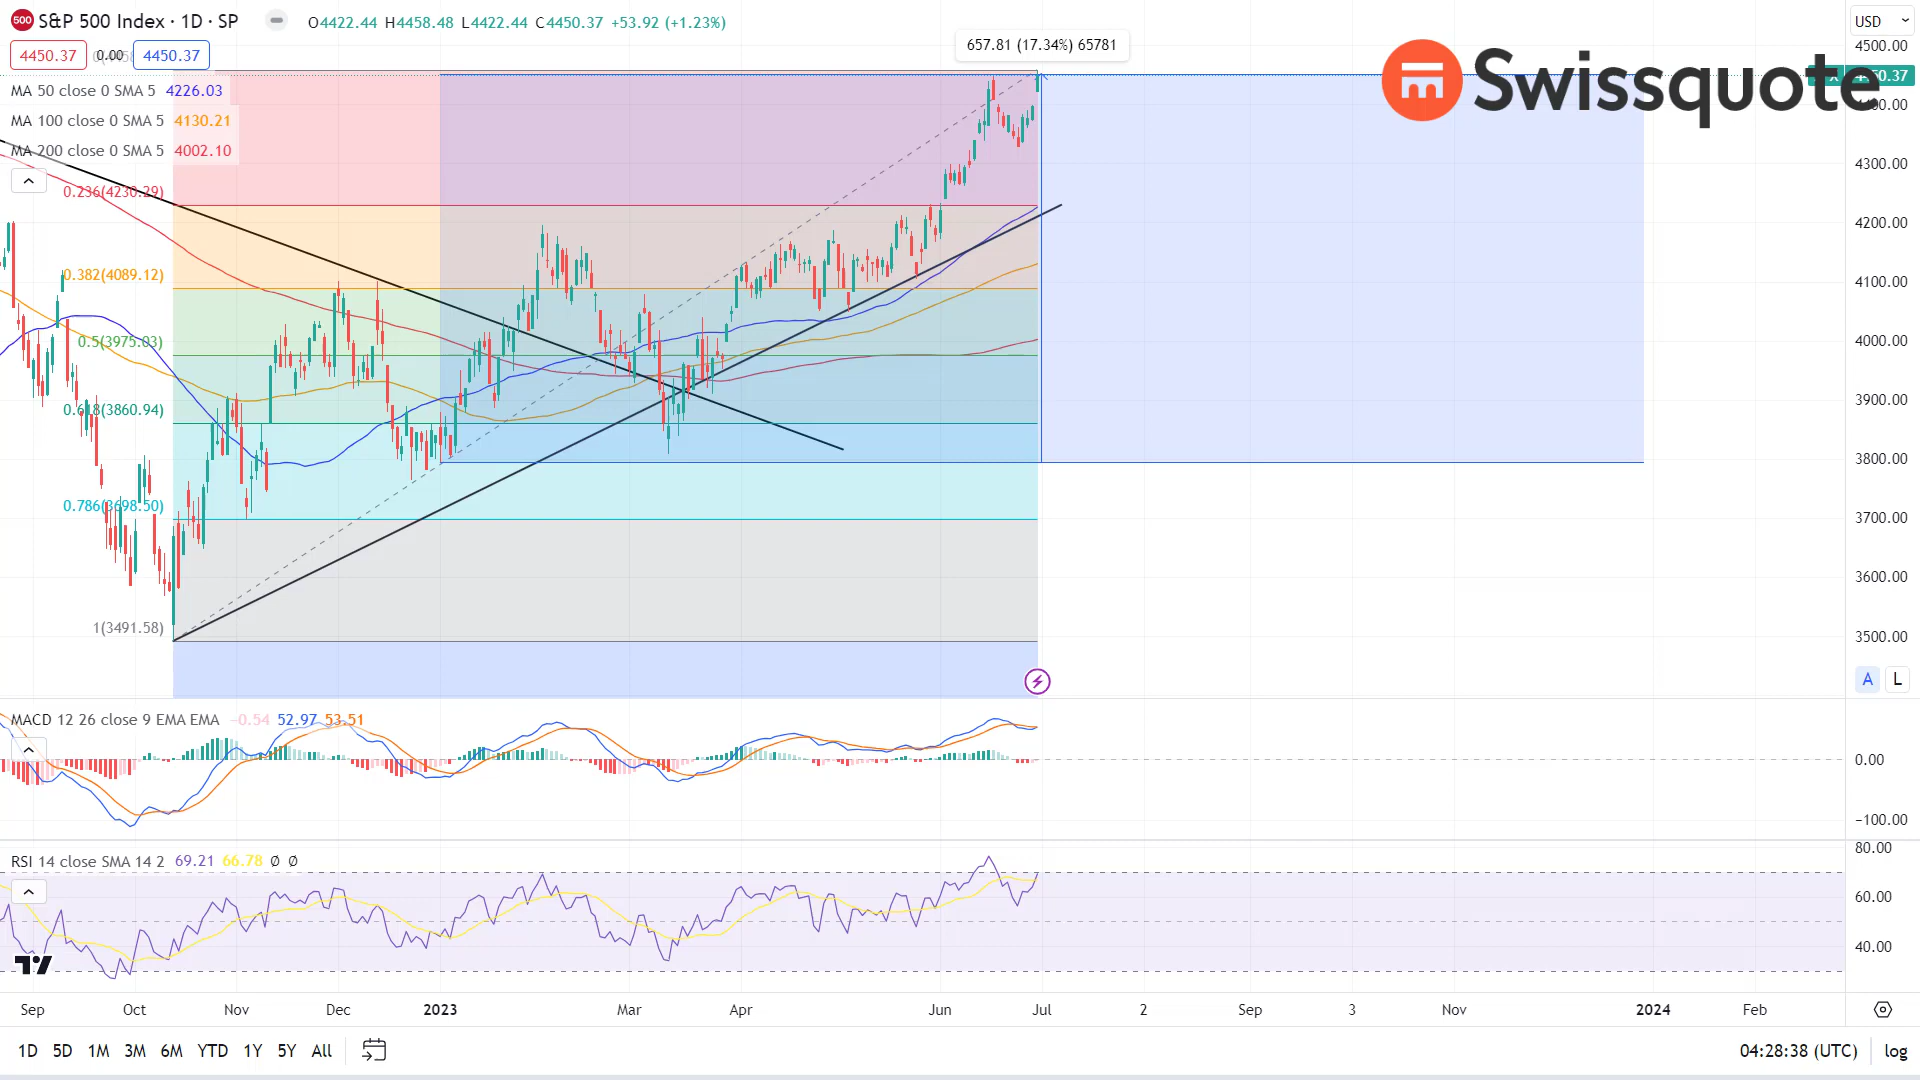 500 S&P 500 Index · 1D · SP O4422.44 H4458.48 L4422.44 C4450.37 +53.92 (+1.23%)
USD
4450.37 0.00 4450.37
657.81 (17.34%) 65781
Swissquote
MA 50 close 0 SMA 5 4226.03
MA 100 close 0 SMA 5 4130.21
MA 200 close 0 SMA 5 4002.10
0.236(4230.29)
0.382(4089.12)
0.5(3975.03)
0.618(3860.94)
0.786(3698.50)
1(3491.58)
4500.00
4400.00
4300.00
4200.00
4100.00
4000.00
3900.00
3800.00
3700.00
3600.00
3500.00
A L
MACD 12 26 close 9 EMA EMA −0.54 52.97 53.51
0.00
−100.00
RSI 14 close SMA 14 2 69.21 66.78 Ø Ø
80.00
60.00
40.00
Sep Oct Nov Dec 2023 Mar Apr Jun Jul 2 Sep 3 Nov 2024 Feb
1D 5D 1M 3M 6M YTD 1Y 5Y All 04:28:38 (UTC) log